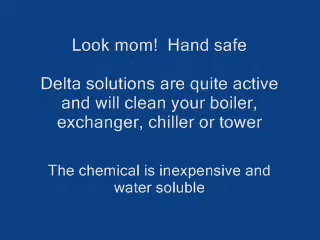 Look mom!  Hand safe
Delta solutions are quite active
and will clean your boiler,
exchanger, chiller or tower
The chemical is inexpensive and
water soluble